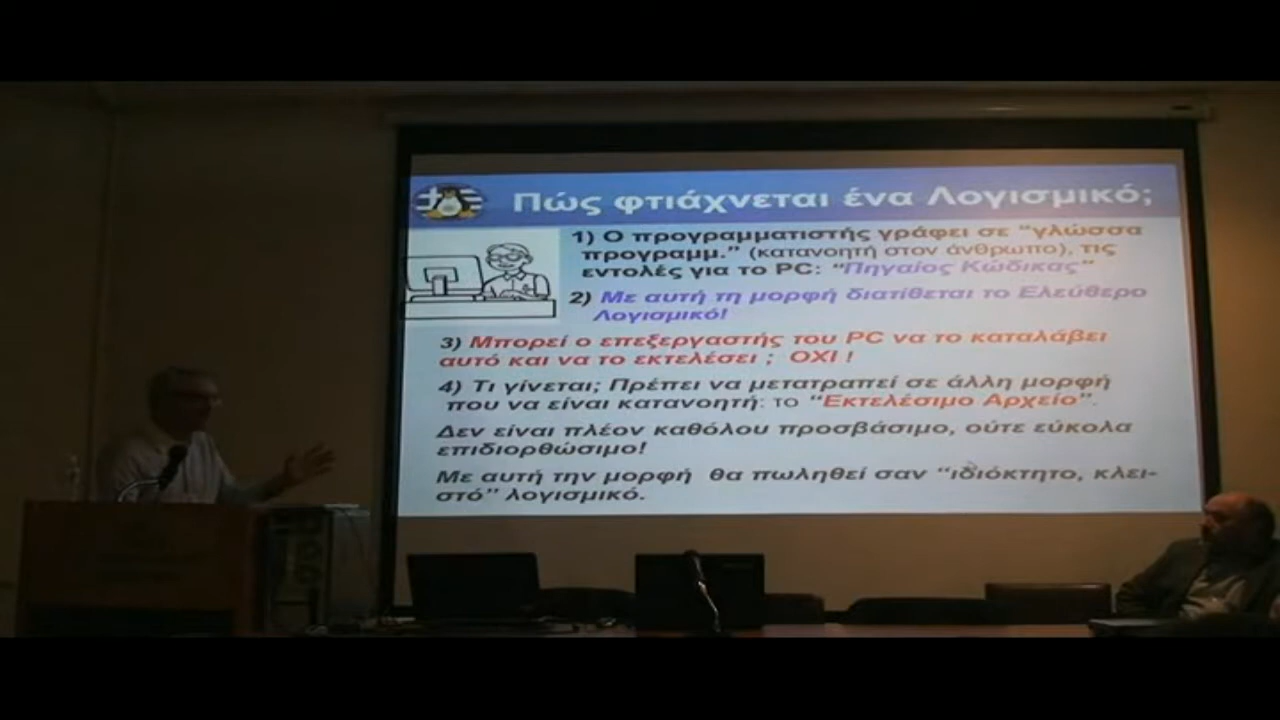 Πώς φτιάχνεται ένα Λογισμικό;
1) Ο προγραμματιστής γράφει σε “γλώσσα
προγραμμ.” (κατανοητή στον άνθρωπο), τις
εντολές για το PC: “Πηγαίος Κώδικας”
2) Με αυτή τη μορφή διατίθεται το Ελεύθερο
Λογισμικό!
3) Μπορεί ο επεξεργαστής του PC να το καταλάβει
αυτό και να το εκτελέσει ; ΟΧΙ !
4) Τι γίνεται; Πρέπει να μετατραπεί σε άλλη μορφή
που να είναι κατανοητή: το “Εκτελέσιμο Αρχείο”.
Δεν είναι πλέον καθόλου προσβάσιμο, ούτε εύκολα
επιδιορθώσιμο!
Με αυτή την μορφή θα πωληθεί σαν “ιδιόκτητο, κλει-
στό” λογισμικό.